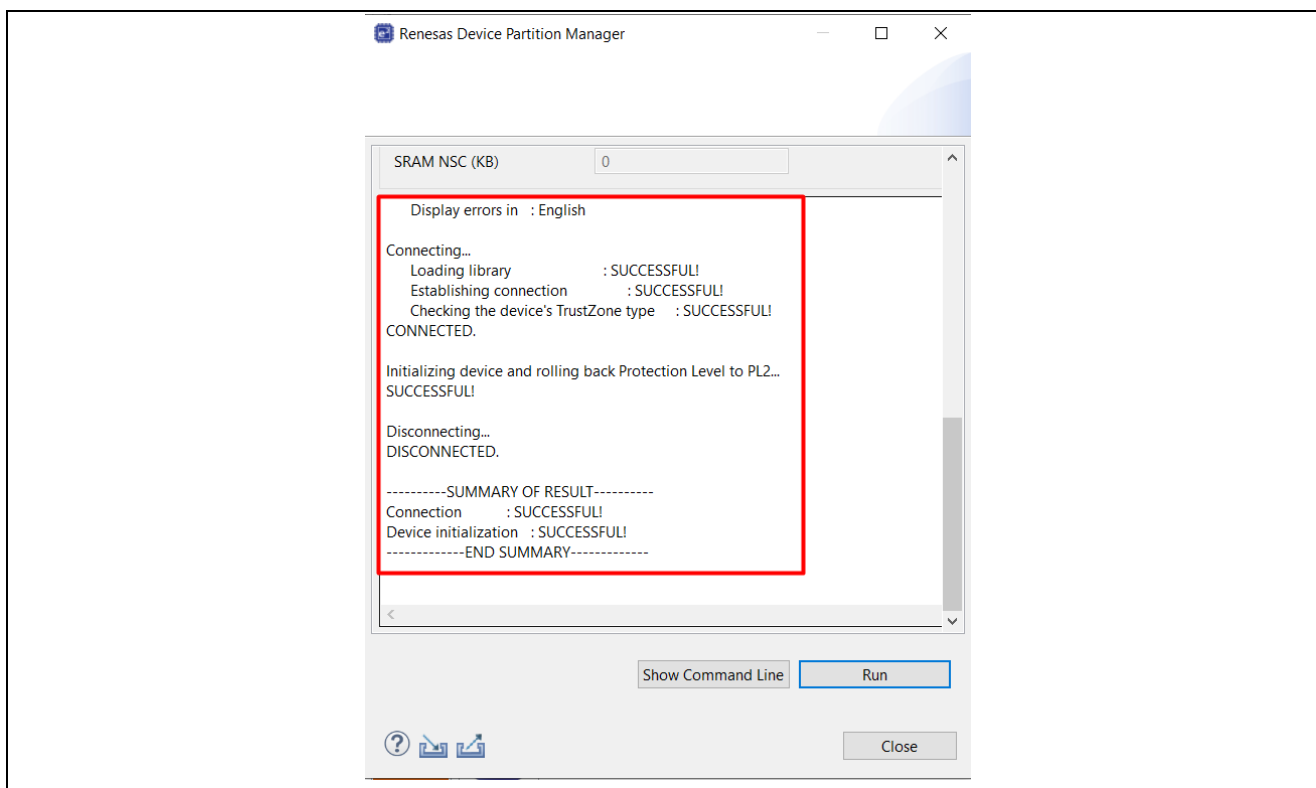 Renesas Device Partition Manager
SRAM NSC (KB) 0
Display errors in : English
Connecting...
Loading library : SUCCESSFUL!
Establishing connection : SUCCESSFUL!
Checking the device's TrustZone type : SUCCESSFUL!
CONNECTED.
Initializing device and rolling back Protection Level to PL2...
SUCCESSFUL!
Disconnecting...
DISCONNECTED.
----------SUMMARY OF RESULT----------
Connection : SUCCESSFUL!
Device initialization : SUCCESSFUL!
-------------END SUMMARY-------------
Show Command Line Run
Close